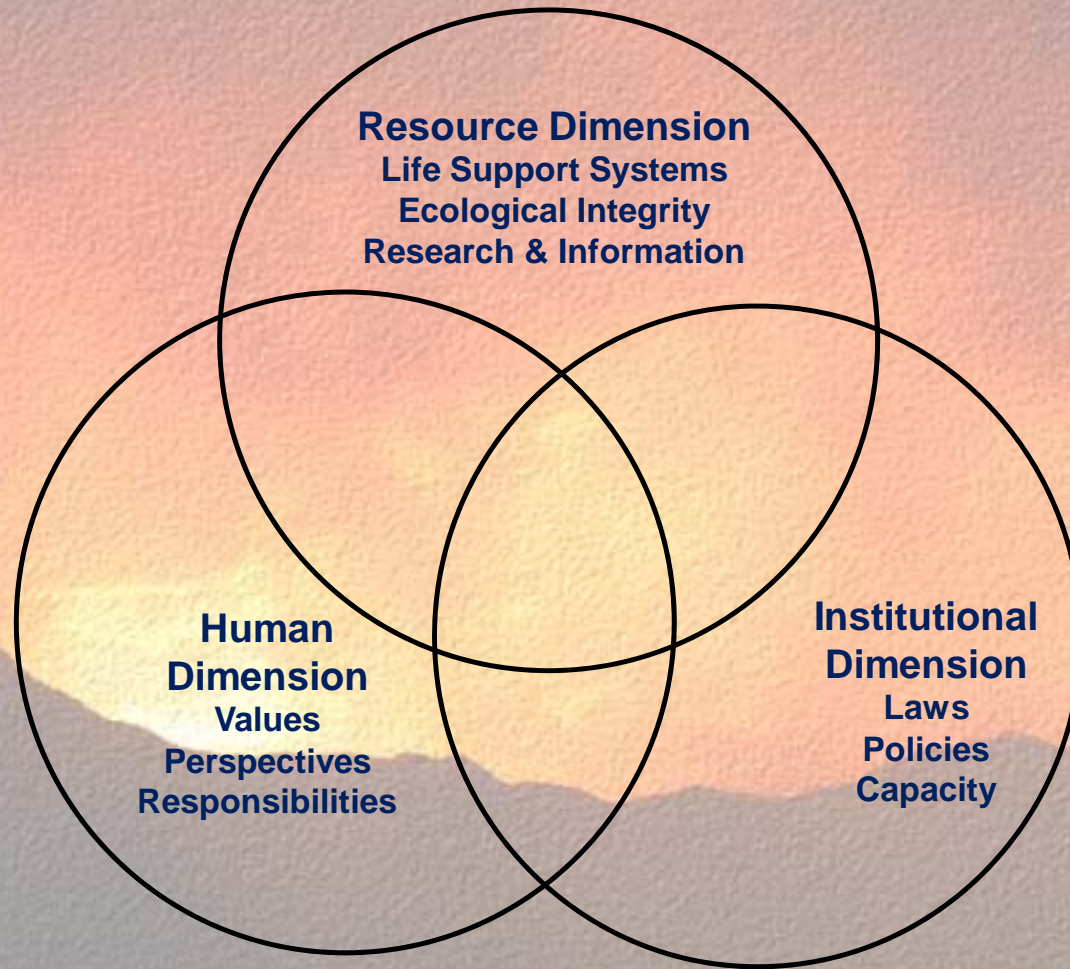 Resource Dimension
Life Support Systems
Ecological Integrity
Research & Information
Human
Dimension
Values
Perspectives
Responsibilities
Institutional
Dimension
Laws
Policies
Capacity